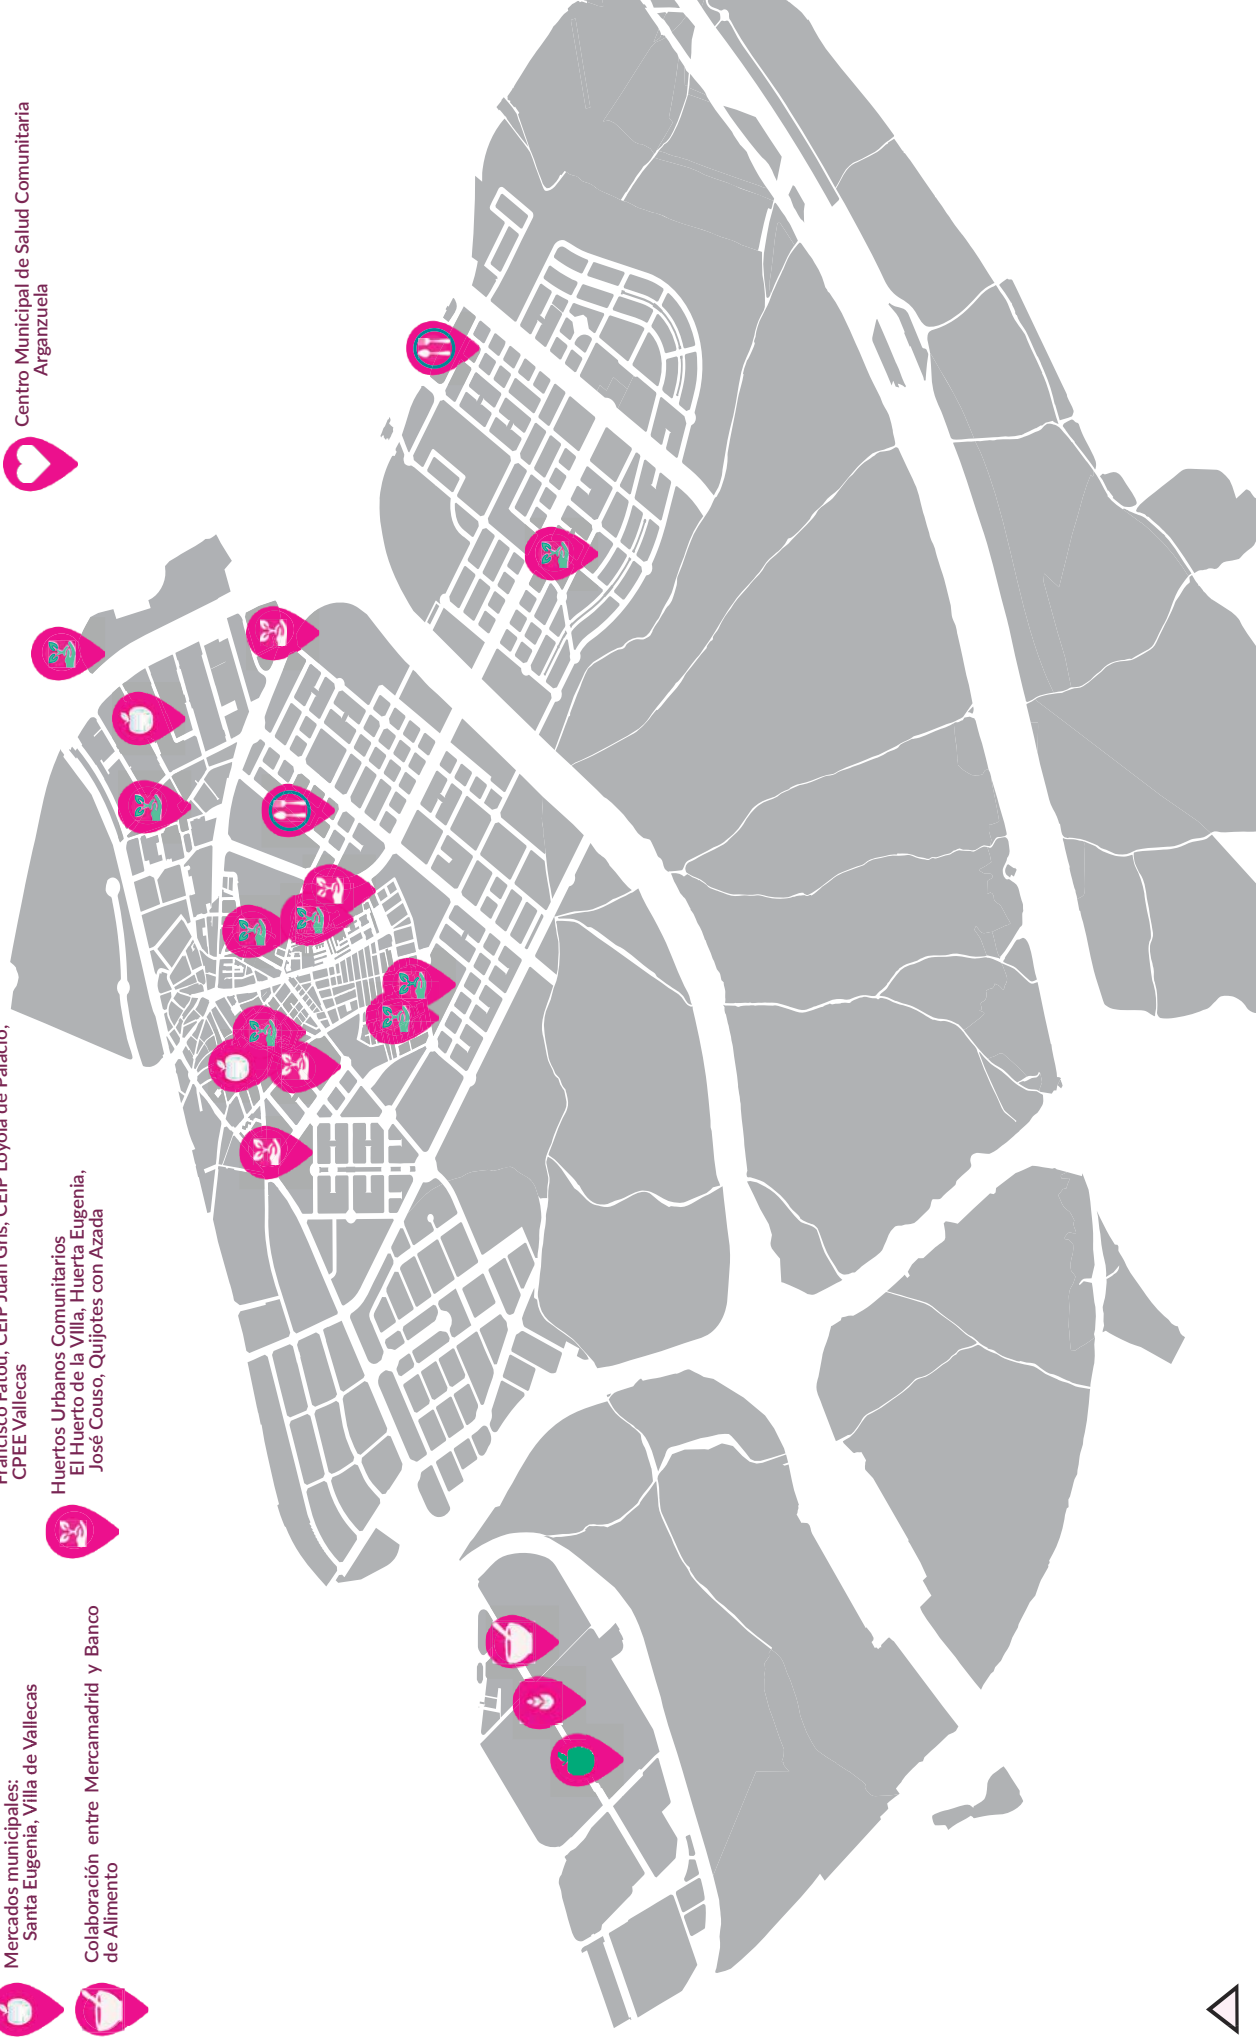 Mercados municipales:
Santa Eugenia, Villa de Vallecas
Colaboración entre Mercamadrid y Banco
de Alimento
CPEE Vallecas
Huertos Urbanos Comunitarios
El Huerto de la VIlla, Huerta Eugenia,
José Couso, Quijotes con Azada
Centro Municipal de Salud Comunitaria
Arganzuela